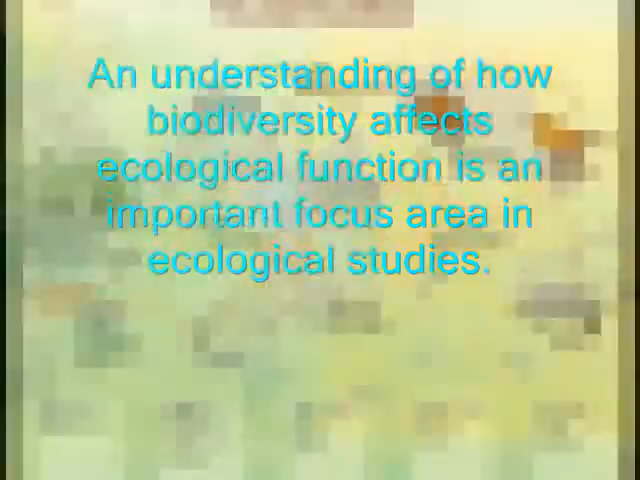 An understanding of how
biodiversity affects
ecological function is an
important focus area in
ecological studies.